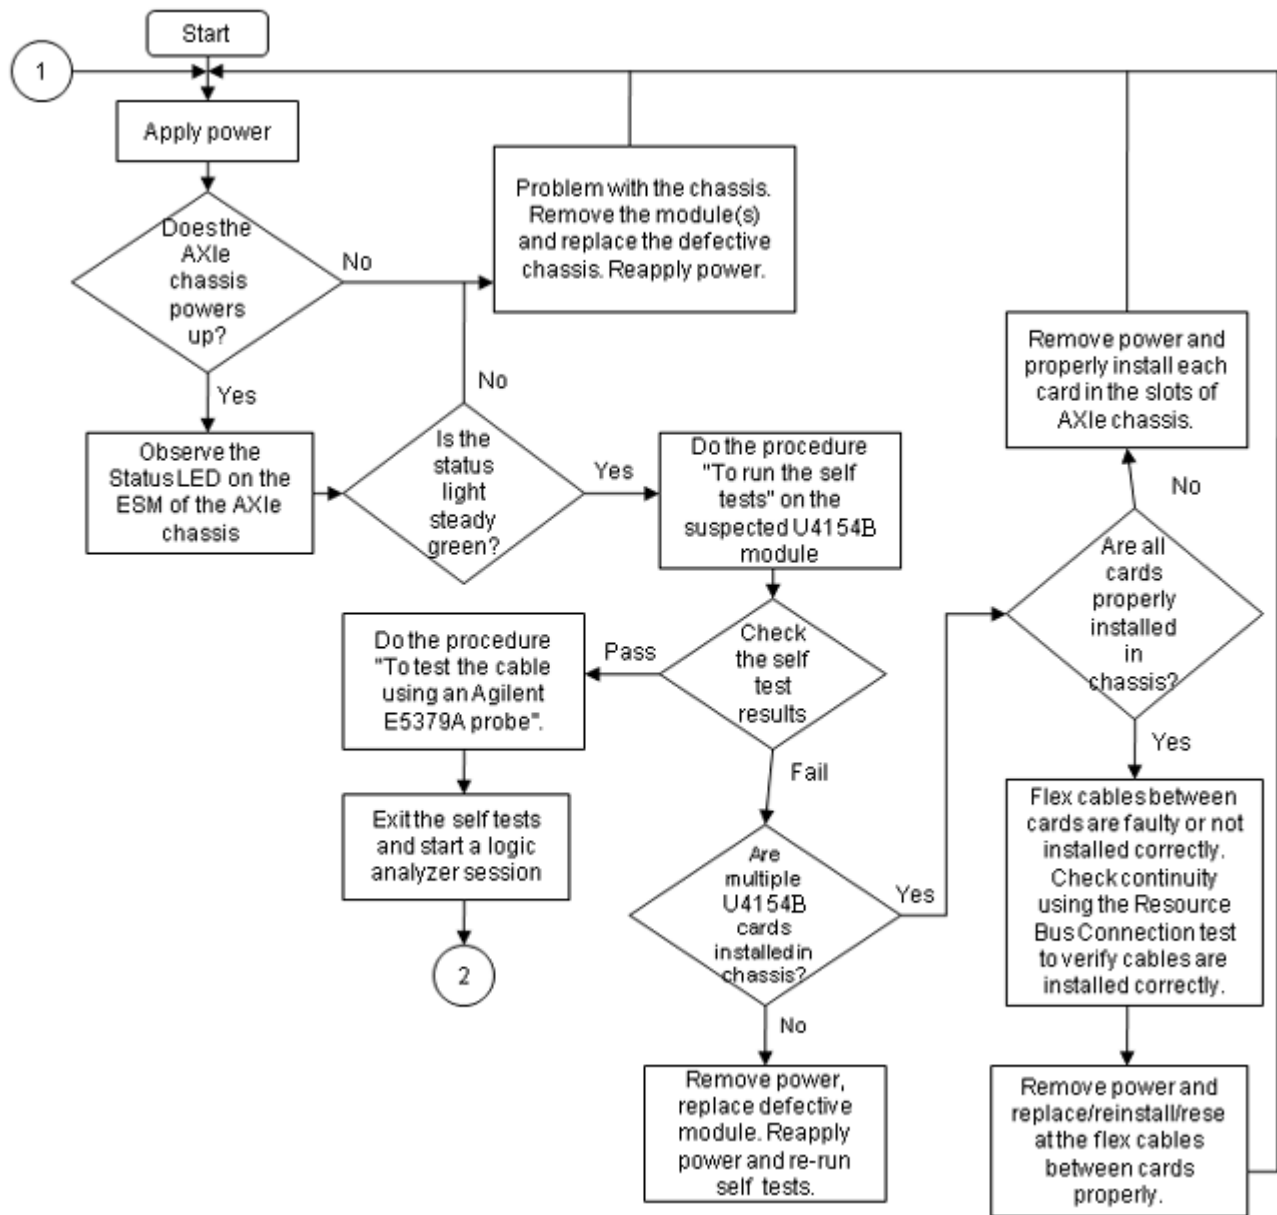 Start
1
Apply power
Does the
AXIe
chassis
powers
up?
No
Yes
Problem with the chassis.
Remove the module(s)
and replace the defective
chassis. Reapply power.
Observe the
Status LED on the
ESM of the AXIe
chassis
Is the
status
light
steady
green?
No
Yes
Do the procedure
"To run the self
tests" on the
suspected U4154B
module
Check
the self
test
results
Pass
Fail
Do the procedure
"To test the cable
using an Agilent
E5379A probe".
Exit the self tests
and start a logic
analyzer session
2
Are
multiple
U4154B
cards
installed in
chassis?
Yes
No
Remove power,
replace defective
module. Reapply
power and re-run
self tests.
Remove power and
properly install each
card in the slots of
AXIe chassis.
No
Are all
cards
properly
installed
in
chassis?
Yes
Flex cables between
cards are faulty or not
installed correctly.
Check continuity
using the Resource
Bus Connection test
to verify cables are
installed correctly.
Remove power and
replace/reinstall/rese
at the flex cables
between cards
properly.